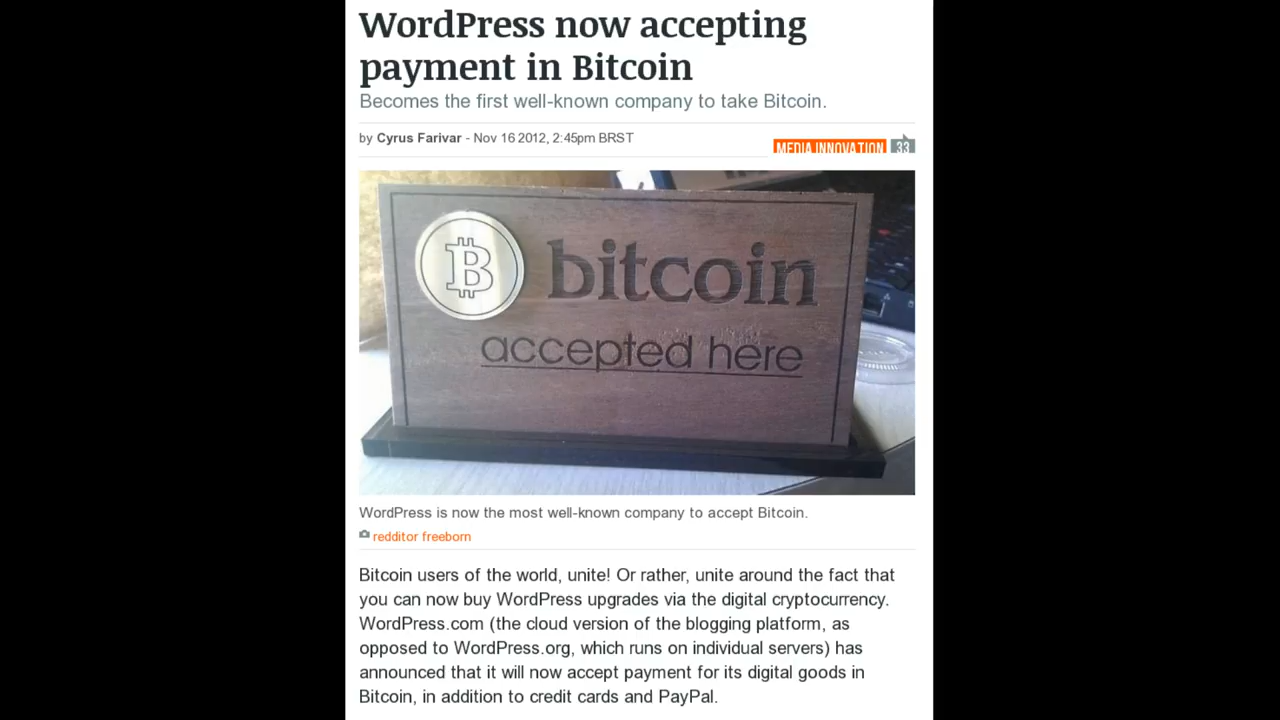 WordPress now accepting
payment in Bitcoin
Becomes the first well-known company to take Bitcoin.
by Cyrus Farivar - Nov 16 2012, 2:45pm BRST
MEDIA INNOVATION 33
bitcoin
accepted here
WordPress is now the most well-known company to accept Bitcoin.
redditor freeborn
Bitcoin users of the world, unite! Or rather, unite around the fact that
you can now buy WordPress upgrades via the digital cryptocurrency.
WordPress.com (the cloud version of the blogging platform, as
opposed to WordPress.org, which runs on individual servers) has
announced that it will now accept payment for its digital goods in
Bitcoin, in addition to credit cards and PayPal.